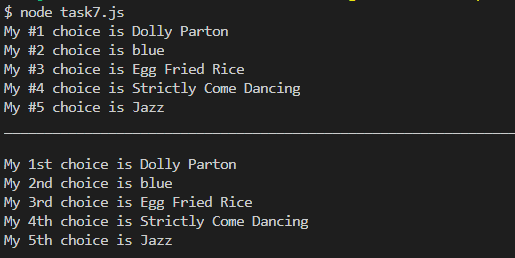 $ node task7.js
My #1 choice is Dolly Parton
My #2 choice is blue
My #3 choice is Egg Fried Rice
My #4 choice is Strictly Come Dancing
My #5 choice is Jazz
My 1st choice is Dolly Parton
My 2nd choice is blue
My 3rd choice is Egg Fried Rice
My 4th choice is Strictly Come Dancing
My 5th choice is Jazz